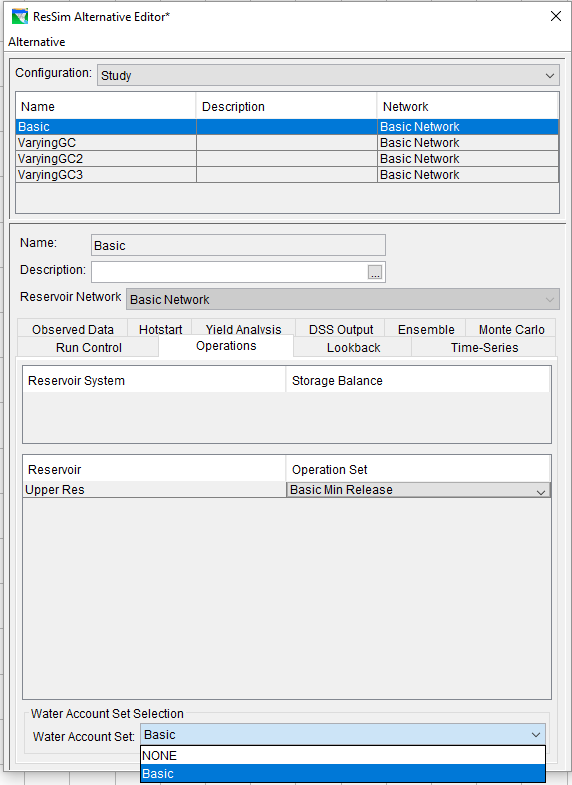 ResSim Alternative Editor*
Alternative
Configuration: Study
Name Description Network
Basic Basic Network
VaryingGC Basic Network
VaryingGC2 Basic Network
VaryingGC3 Basic Network
Name: Basic
Description: ...
Reservoir Network Basic Network
Observed Data Hotstart Yield Analysis DSS Output Ensemble Monte Carlo
Run Control Operations Lookback Time-Series
Reservoir System Storage Balance
Reservoir Operation Set
Upper Res Basic Min Release
Water Account Set Selection
Water Account Set: Basic
NONE
Basic